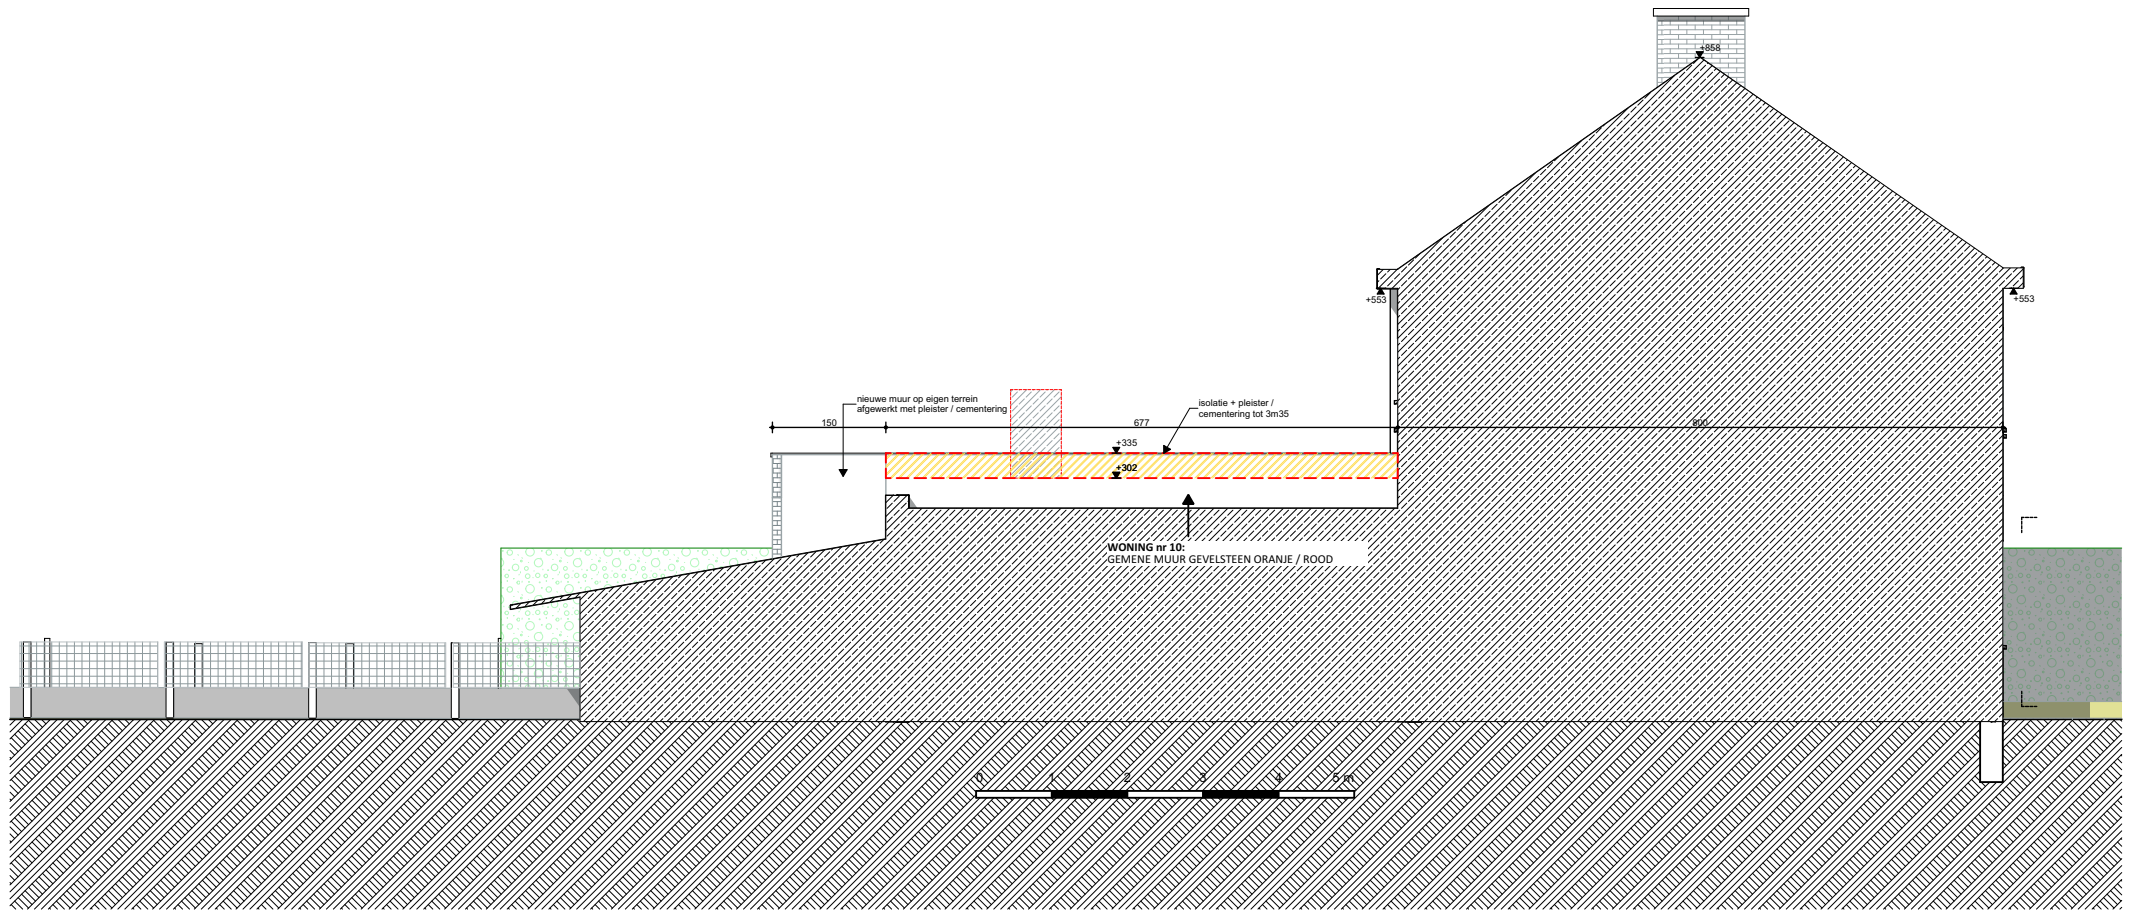 +858
+553
+553
nieuwe muur op eigen terrein
afgewerkt met pleister / cementering
isolatie + pleister /
cementering tot 3m35
150
677
800
+335
+302
WONING nr 10:
GEMENE MUUR GEVELSTEEN ORANJE / ROOD
0 1 2 3 4 5 m